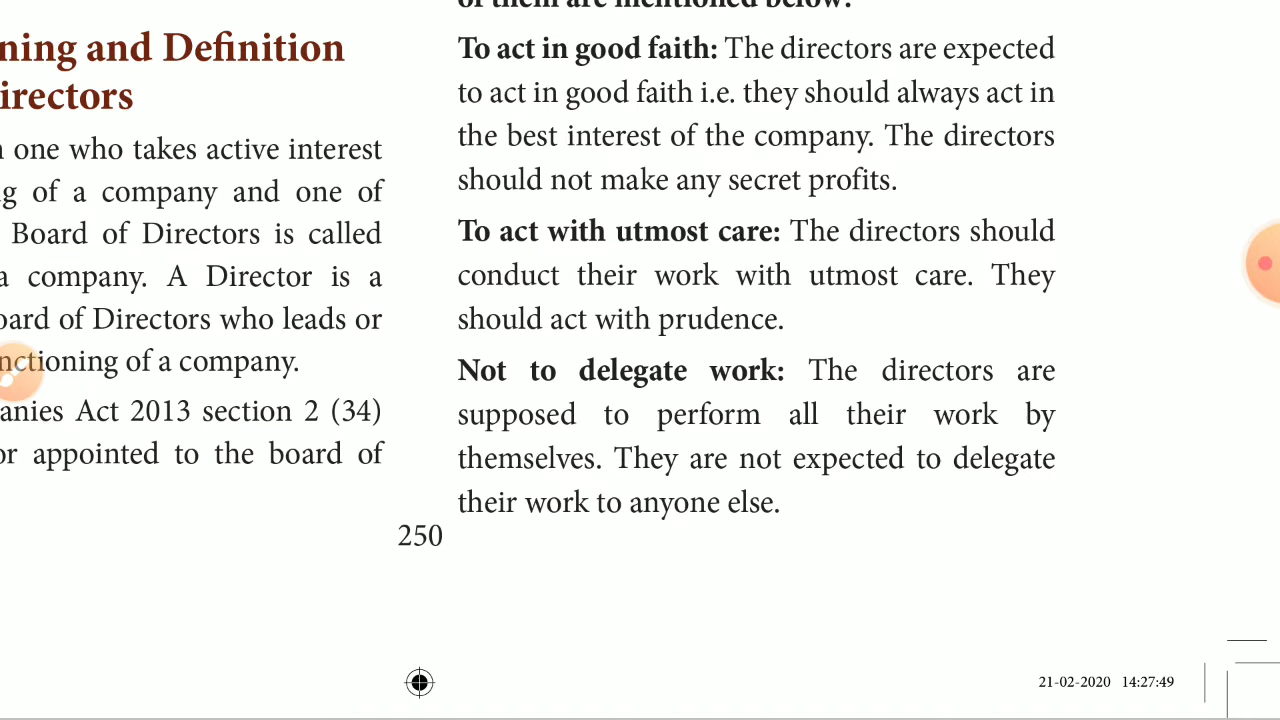 ning and Definition
irectors
n one who takes active interest
g of a company and one of
Board of Directors is called
a company. A Director is a
oard of Directors who leads or
nctioning of a company.
anies Act 2013 section 2 (34)
or appointed to the board of
of them are mentioned below:
To act in good faith: The directors are expected
to act in good faith i.e. they should always act in
the best interest of the company. The directors
should not make any secret profits.
To act with utmost care: The directors should
conduct their work with utmost care. They
should act with prudence.
Not to delegate work: The directors are
supposed to perform all their work by
themselves. They are not expected to delegate
their work to anyone else.
250
21-02-2020 14:27:49